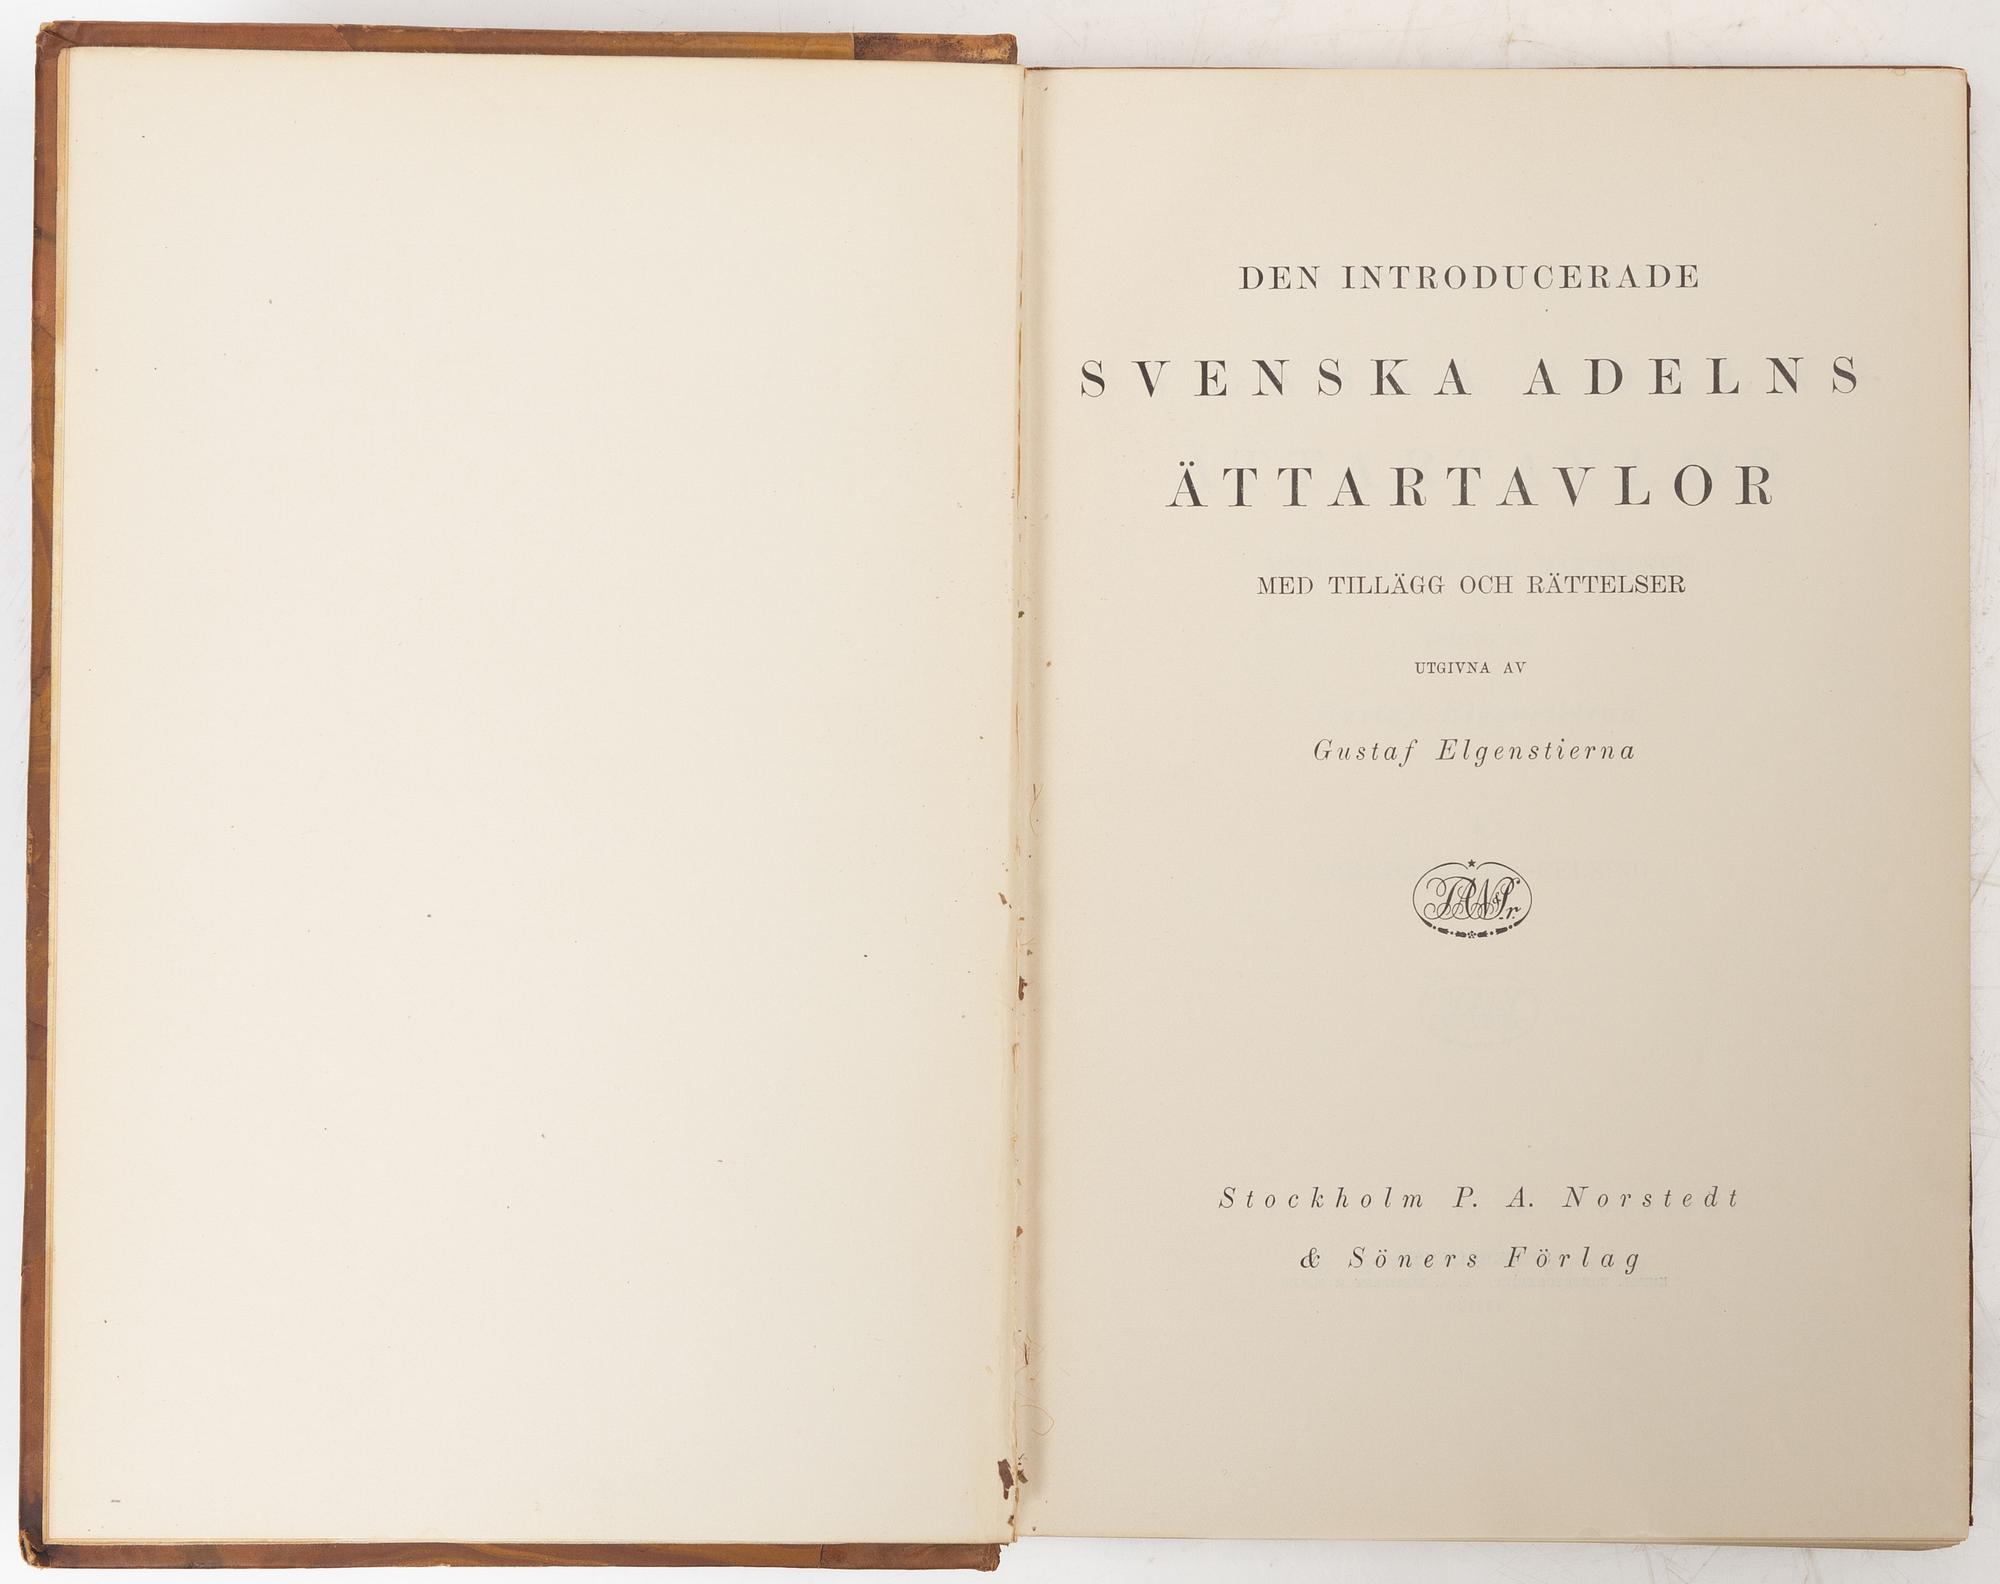 DEN INTRODUCERADE
SVENSKA ADELNS
ÄTTARTAVLOR
MED TILLÄGG OCH RÄTTELSER
UTGIVNA AV
Gustaf Elgenstierna
Stockholm P. A. Norstedt
& Söners Förlag